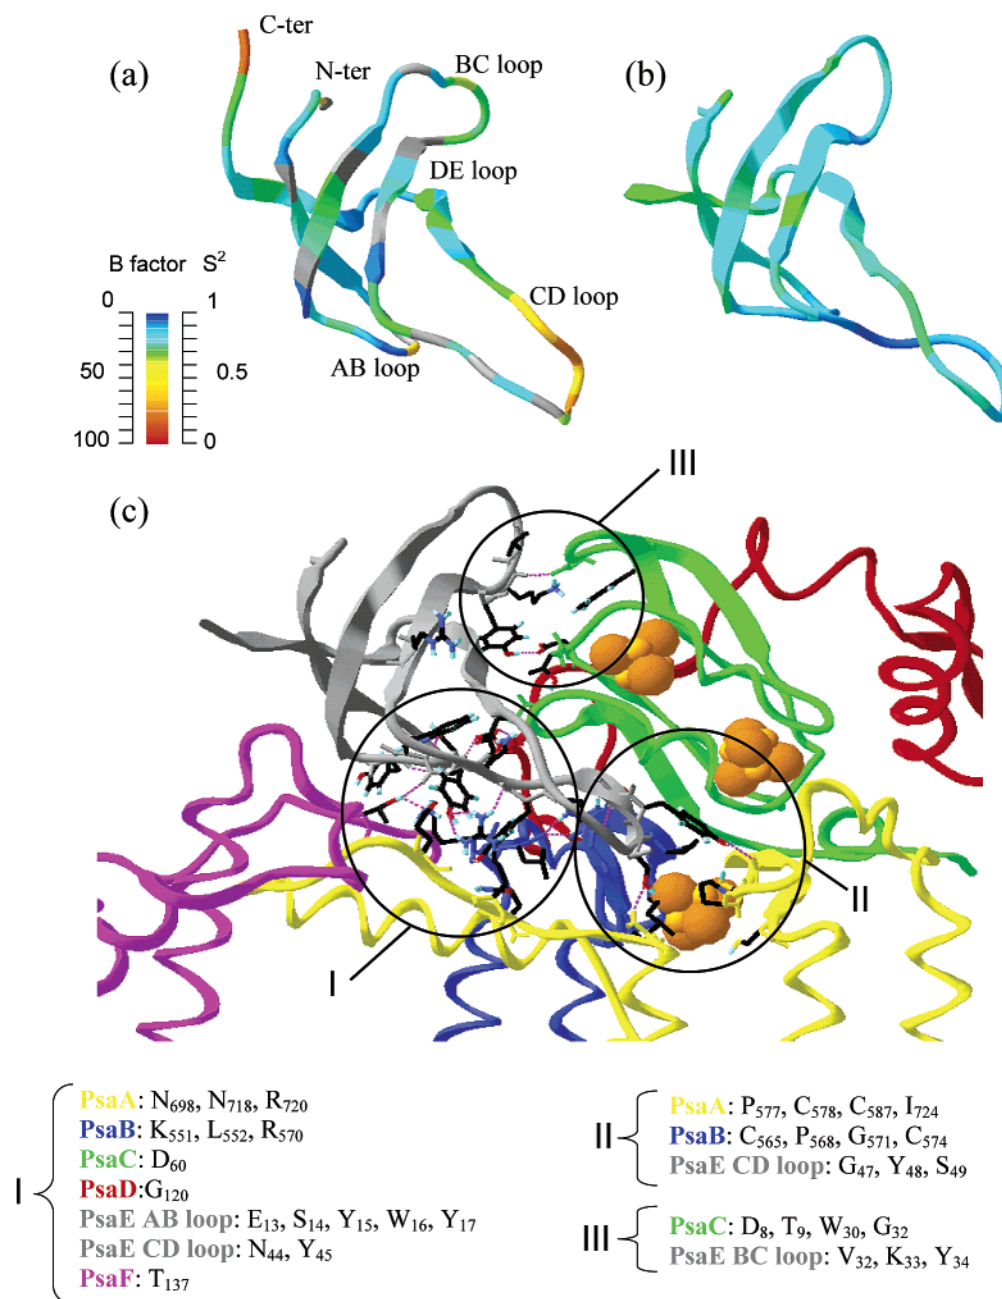 C-ter
(a)
N-ter
BC loop
(b)
DE loop
B factor S²
0 1
CD loop
50 0.5
AB loop
100 0
III
(c)
II
I
I
PsaA: N₆₉₈, N₇₁₈, R₇₂₀
PsaB: K₅₅₁, L₅₅₂, R₅₇₀
PsaC: D₆₀
PsaD:G₁₂₀
PsaE AB loop: E₁₃, S₁₄, Y₁₅, W₁₆, Y₁₇
PsaE CD loop: N₄₄, Y₄₅
PsaF: T₁₃₇
II
PsaA: P₅₇₇, C₅₇₈, C₅₈₇, I₇₂₄
PsaB: C₅₆₅, P₅₆₈, G₅₇₁, C₅₇₄
PsaE CD loop: G₄₇, Y₄₈, S₄₉
III
PsaC: D₈, T₉, W₃₀, G₃₂
PsaE BC loop: V₃₂, K₃₃, Y₃₄